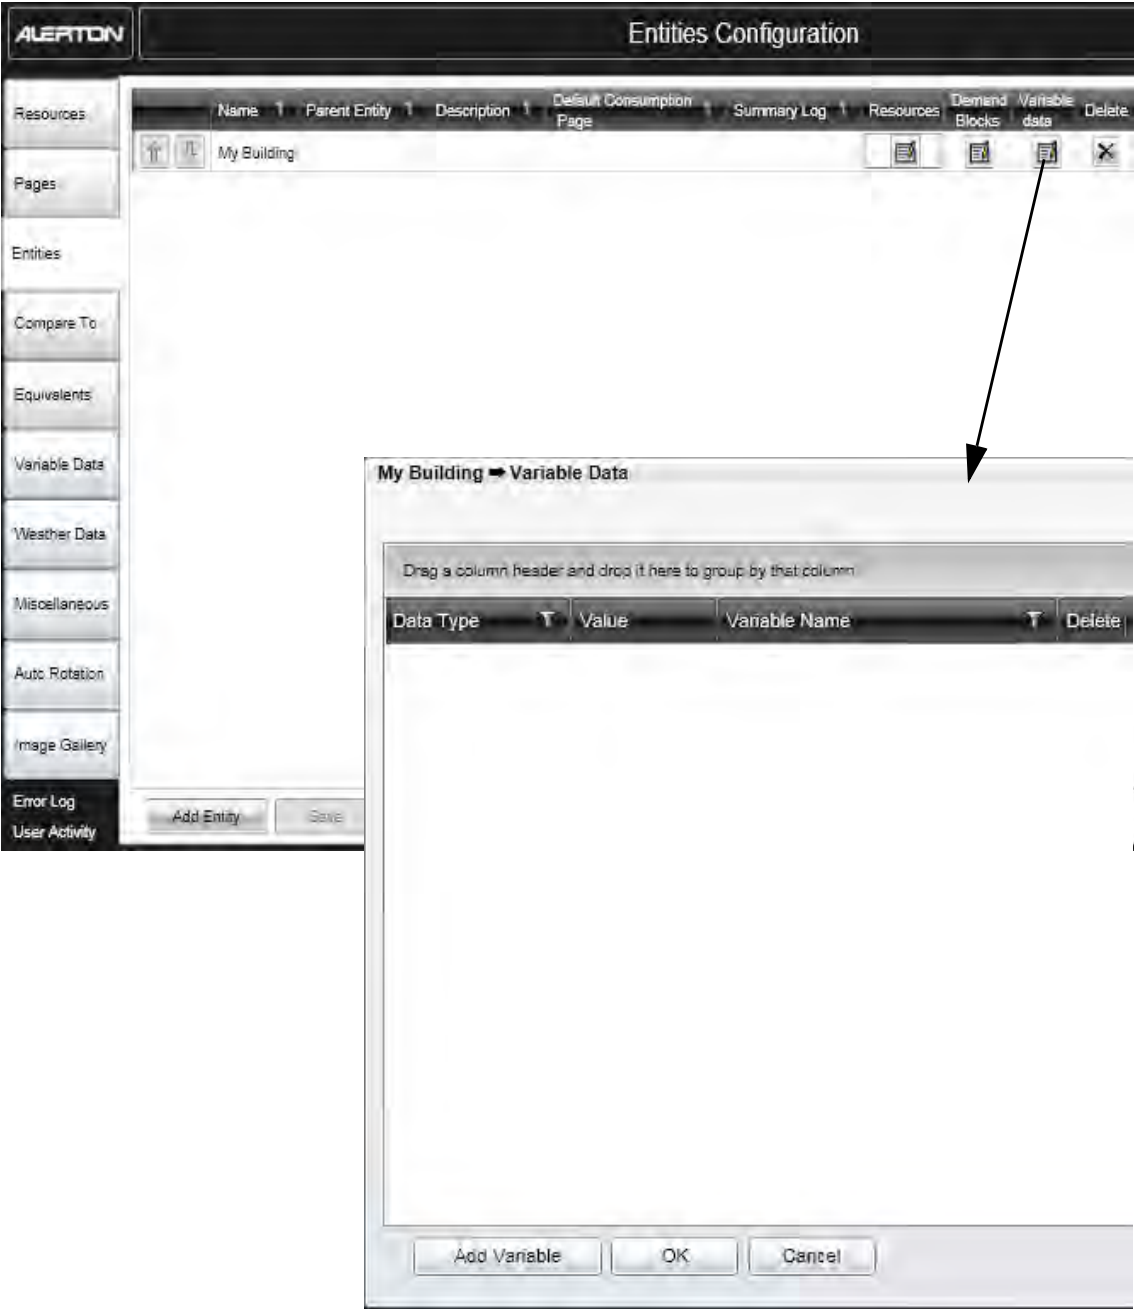 ALERTON
Entities Configuration
Resources
Pages
Entities
Compare To
Equivalents
Variable Data
Weather Data
Miscellaneous
Auto Rotation
Image Gallery
Error Log
User Activity
Name Parent Entity Description Default Consumption Page Summary Log Resources Demand Blocks Variable data Delete
My Building
Add Entity Save
My Building ➡ Variable Data
Drag a column header and drop it here to group by that column
Data Type Value Variable Name Delete
Add Variable OK Cancel